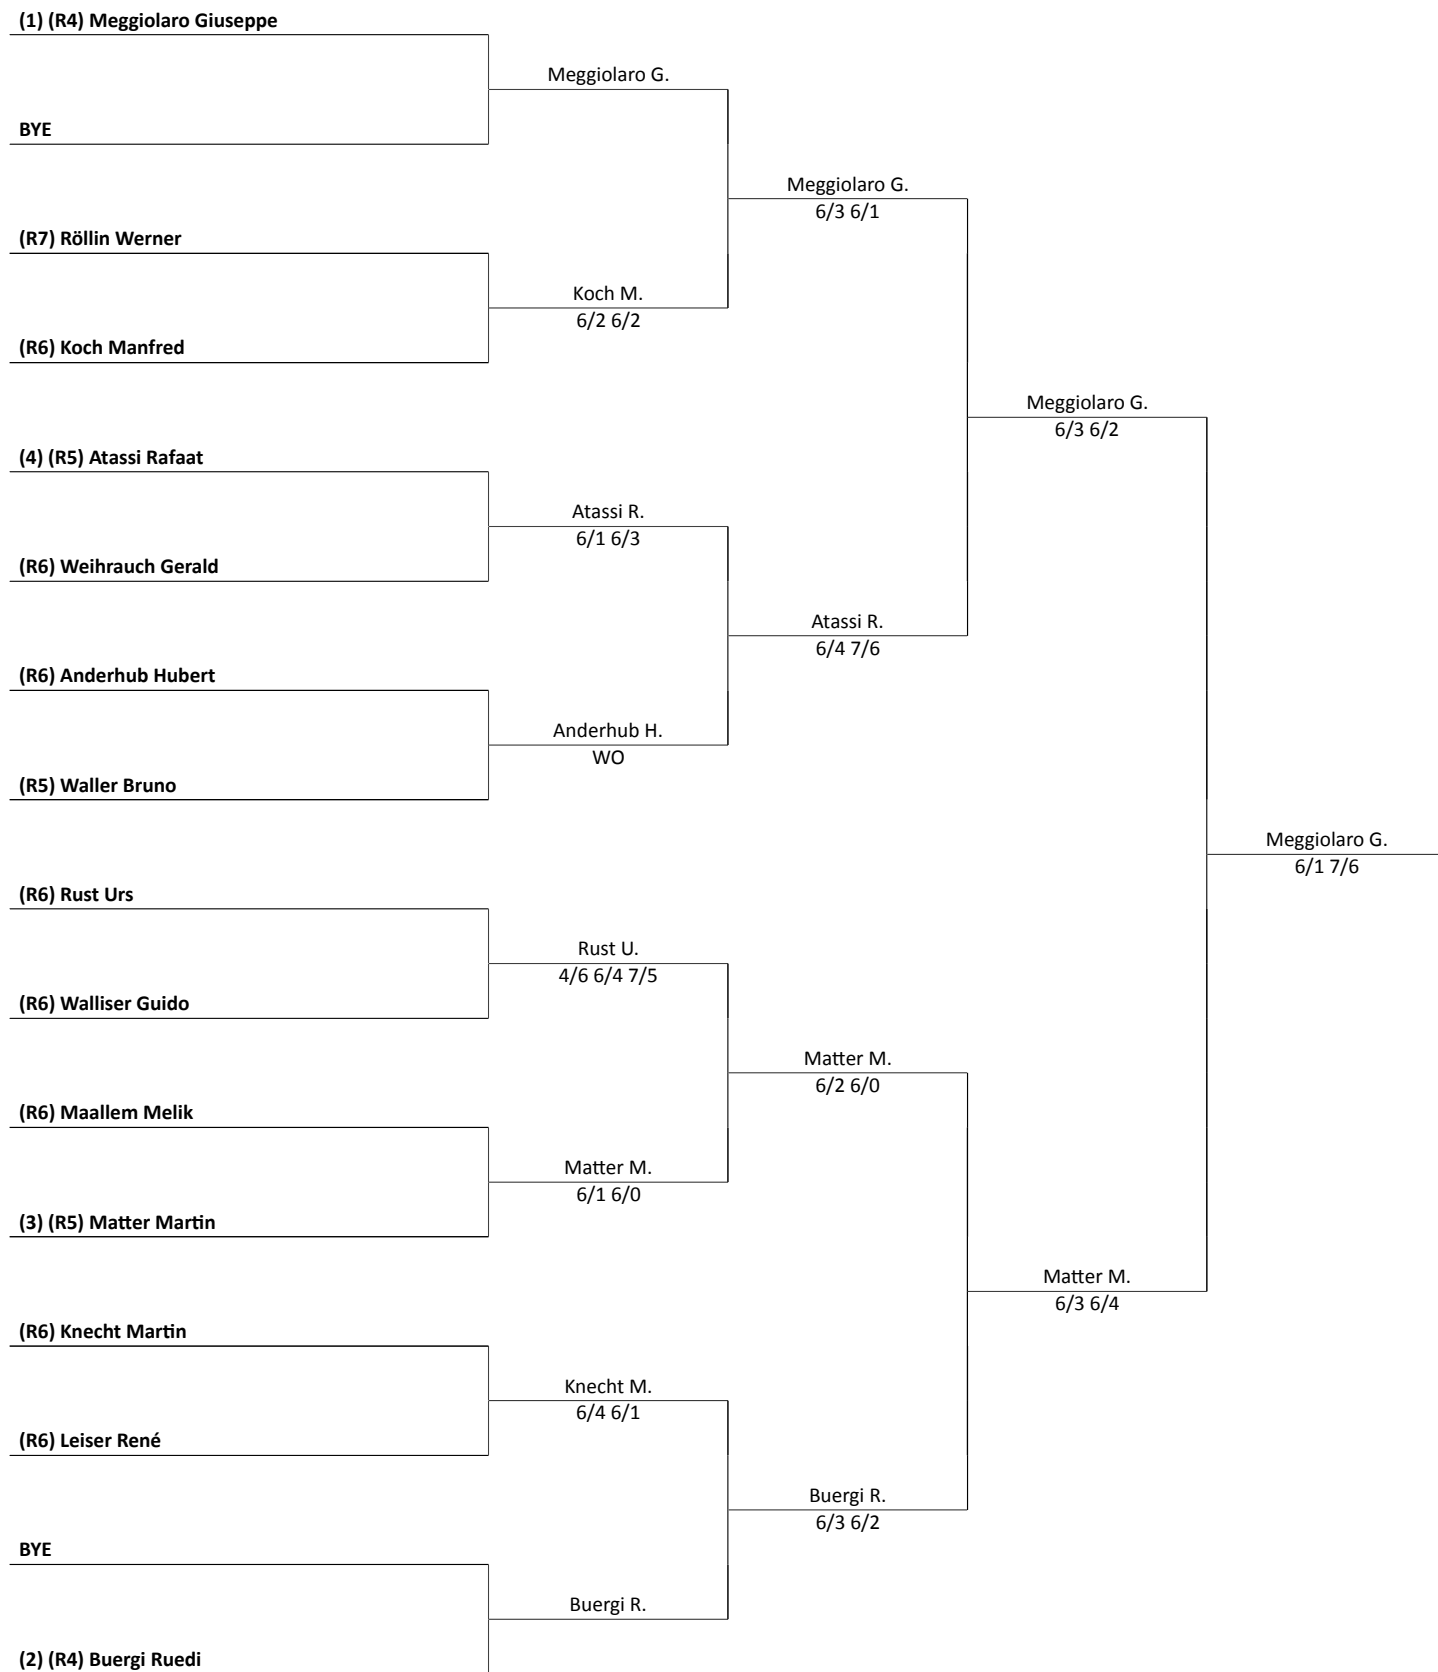 (1) (R4) Meggiolaro Giuseppe
Meggiolaro G.
BYE
Meggiolaro G.
6/3 6/1
(R7) Röllin Werner
Koch M.
6/2 6/2
(R6) Koch Manfred
Meggiolaro G.
6/3 6/2
(4) (R5) Atassi Rafaat
Atassi R.
6/1 6/3
(R6) Weihrauch Gerald
Atassi R.
6/4 7/6
(R6) Anderhub Hubert
Anderhub H.
WO
(R5) Waller Bruno
Meggiolaro G.
6/1 7/6
(R6) Rust Urs
Rust U.
4/6 6/4 7/5
(R6) Walliser Guido
Matter M.
6/2 6/0
(R6) Maallem Melik
Matter M.
6/1 6/0
(3) (R5) Matter Martin
Matter M.
6/3 6/4
(R6) Knecht Martin
Knecht M.
6/4 6/1
(R6) Leiser René
Buergi R.
6/3 6/2
BYE
Buergi R.
(2) (R4) Buergi Ruedi